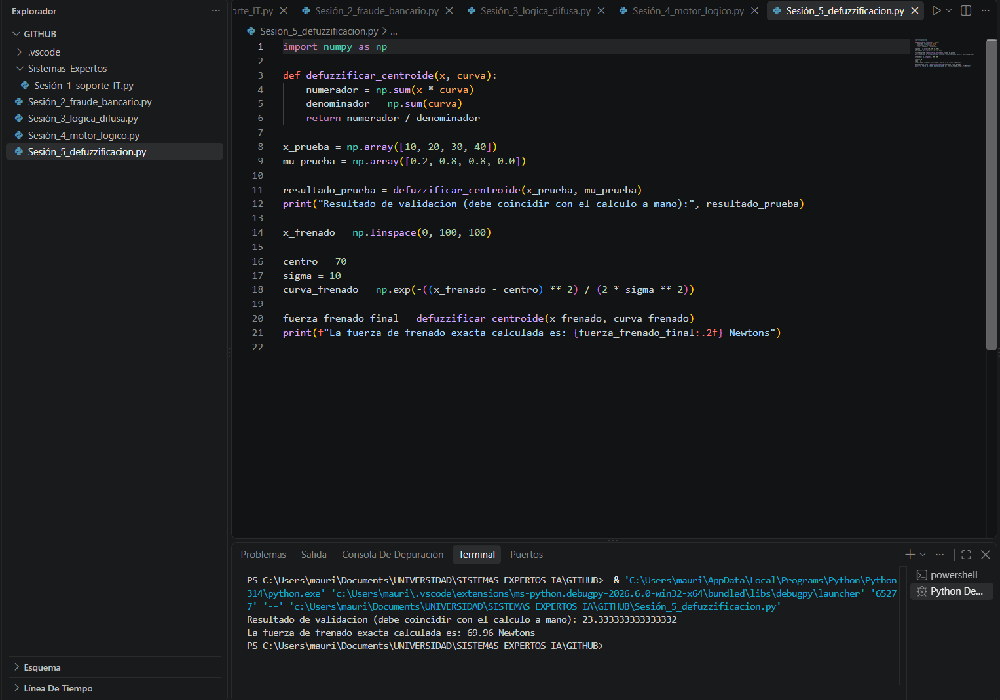 Explorador
GITHUB
.vscode
Sistemas_Expertos
Sesión_1_soporte_IT.py
Sesión_2_fraude_bancario.py
Sesión_3_logica_difusa.py
Sesión_4_motor_logico.py
Sesión_5_defuzzificacion.py
Esquema
Línea De Tiempo
orte_IT.py
Sesión_2_fraude_bancario.py
Sesión_3_logica_difusa.py
Sesión_4_motor_logico.py
Sesión_5_defuzzificacion.py
Sesión_5_defuzzificacion.py > ...
1 import numpy as np
2
3 def defuzzificar_centroide(x, curva):
4     numerador = np.sum(x * curva)
5     denominador = np.sum(curva)
6     return numerador / denominador
7
8 x_prueba = np.array([10, 20, 30, 40])
9 mu_prueba = np.array([0.2, 0.8, 0.8, 0.0])
10
11 resultado_prueba = defuzzificar_centroide(x_prueba, mu_prueba)
12 print("Resultado de validacion (debe coincidir con el calculo a mano):", resultado_prueba)
13
14 x_frenado = np.linspace(0, 100, 100)
15
16 centro = 70
17 sigma = 10
18 curva_frenado = np.exp(-((x_frenado - centro) ** 2) / (2 * sigma ** 2))
19
20 fuerza_frenado_final = defuzzificar_centroide(x_frenado, curva_frenado)
21 print(f"La fuerza de frenado exacta calculada es: {fuerza_frenado_final:.2f} Newtons")
22
Problemas
Salida
Consola De Depuración
Terminal
Puertos
PS C:\Users\mauri\Documents\UNIVERSIDAD\SISTEMAS EXPERTOS IA\GITHUB>  & 'C:\Users\mauri\AppData\Local\Programs\Python\Python
314\python.exe' 'c:\Users\mauri\.vscode\extensions\ms-python.debugpy-2026.6.0-win32-x64\bundled\libs\debugpy\launcher' '6527
7' '--' 'c:\Users\mauri\Documents\UNIVERSIDAD\SISTEMAS EXPERTOS IA\GITHUB\Sesión_5_defuzzificacion.py'
Resultado de validacion (debe coincidir con el calculo a mano): 23.333333333333332
La fuerza de frenado exacta calculada es: 69.96 Newtons
PS C:\Users\mauri\Documents\UNIVERSIDAD\SISTEMAS EXPERTOS IA\GITHUB>
powershell
Python De...